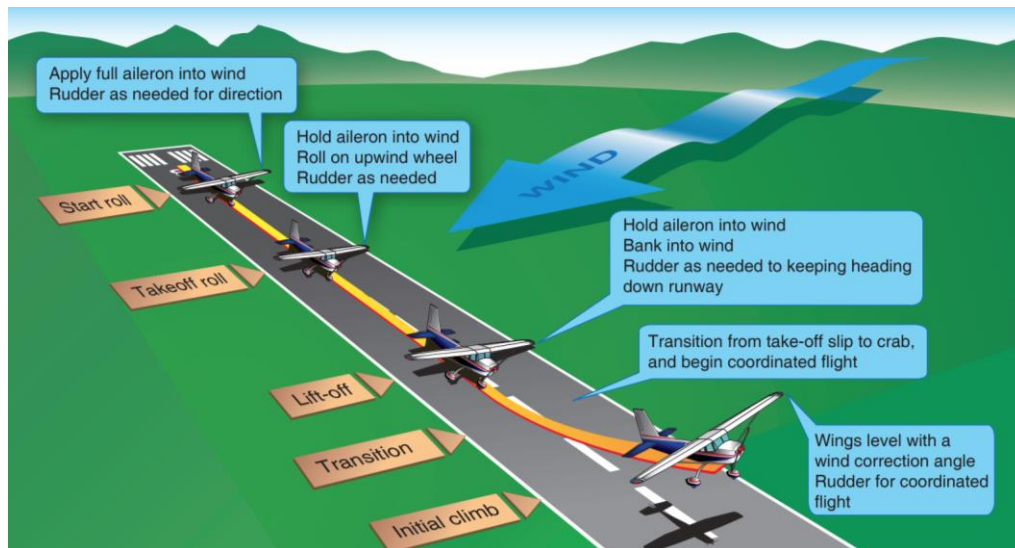 Apply full aileron into wind
Rudder as needed for direction
Hold aileron into wind
Roll on upwind wheel
Rudder as needed
WIND
Start roll
Hold aileron into wind
Bank into wind
Rudder as needed to keeping heading
down runway
Takeoff roll
Transition from take-off slip to crab,
and begin coordinated flight
Lift-off
Wings level with a
wind correction angle
Rudder for coordinated
flight
Transition
Initial climb